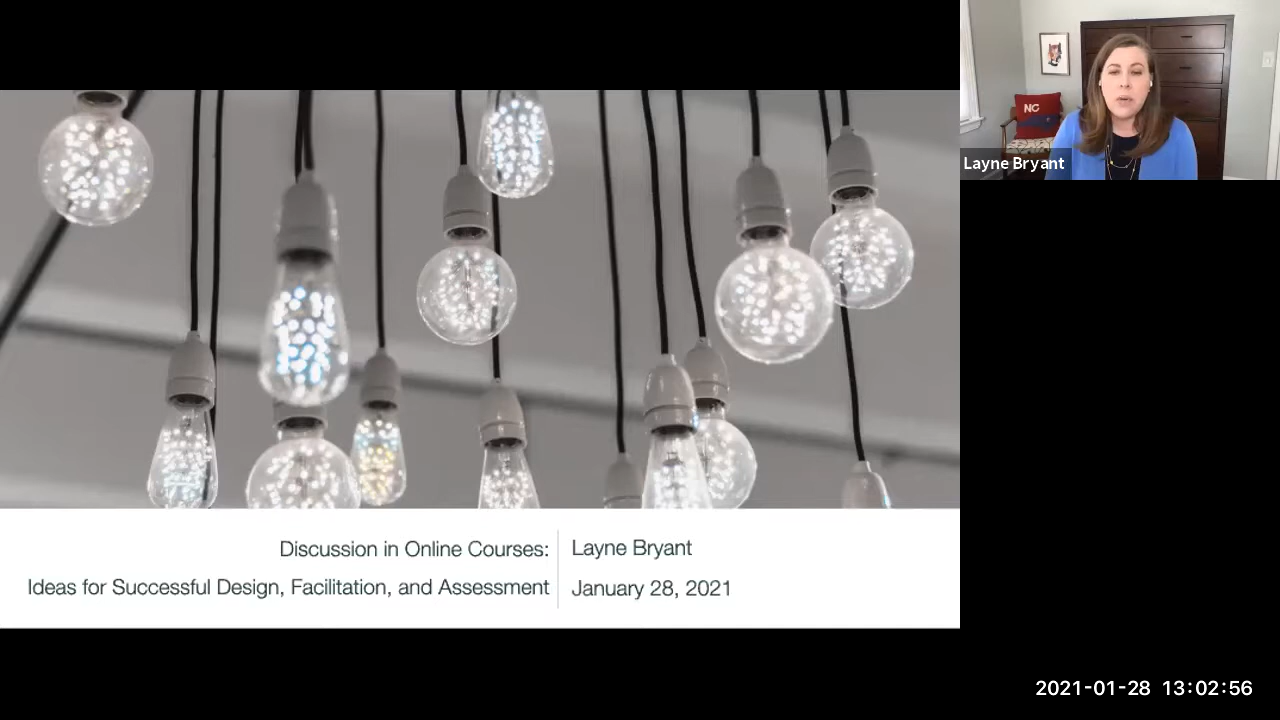 NC
Layne Bryant
Discussion in Online Courses:
Ideas for Successful Design, Facilitation, and Assessment
Layne Bryant
January 28, 2021
2021-01-28 13:02:56